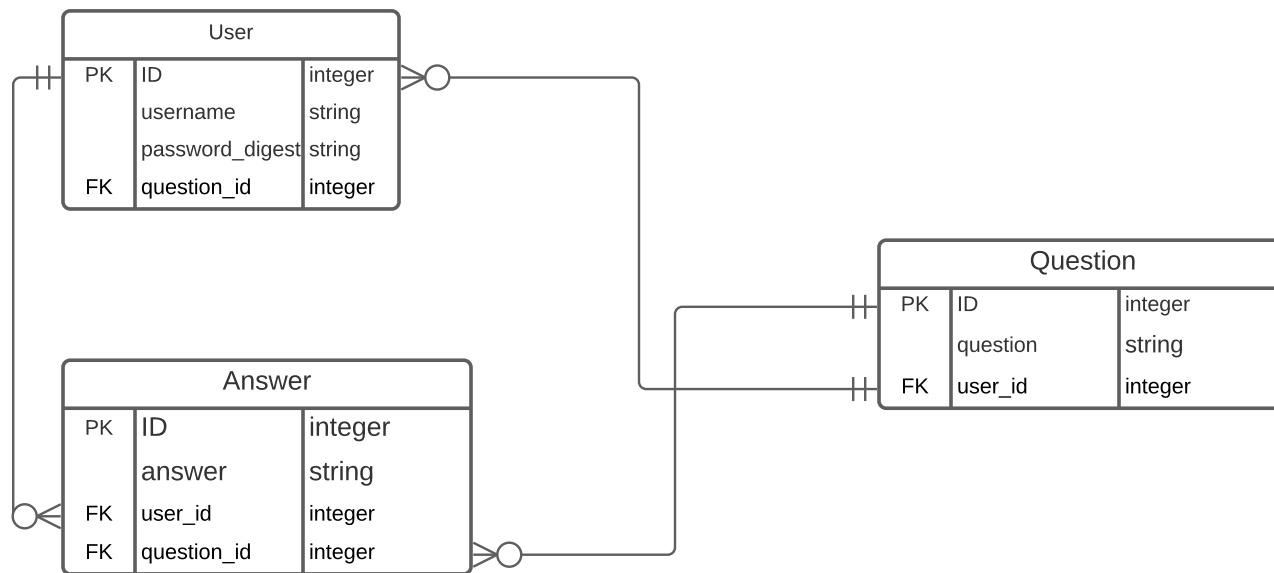 User
PK ID integer
username string
password_digest string
FK question_id integer
Question
PK ID integer
question string
FK user_id integer
Answer
PK ID integer
answer string
FK user_id integer
FK question_id integer